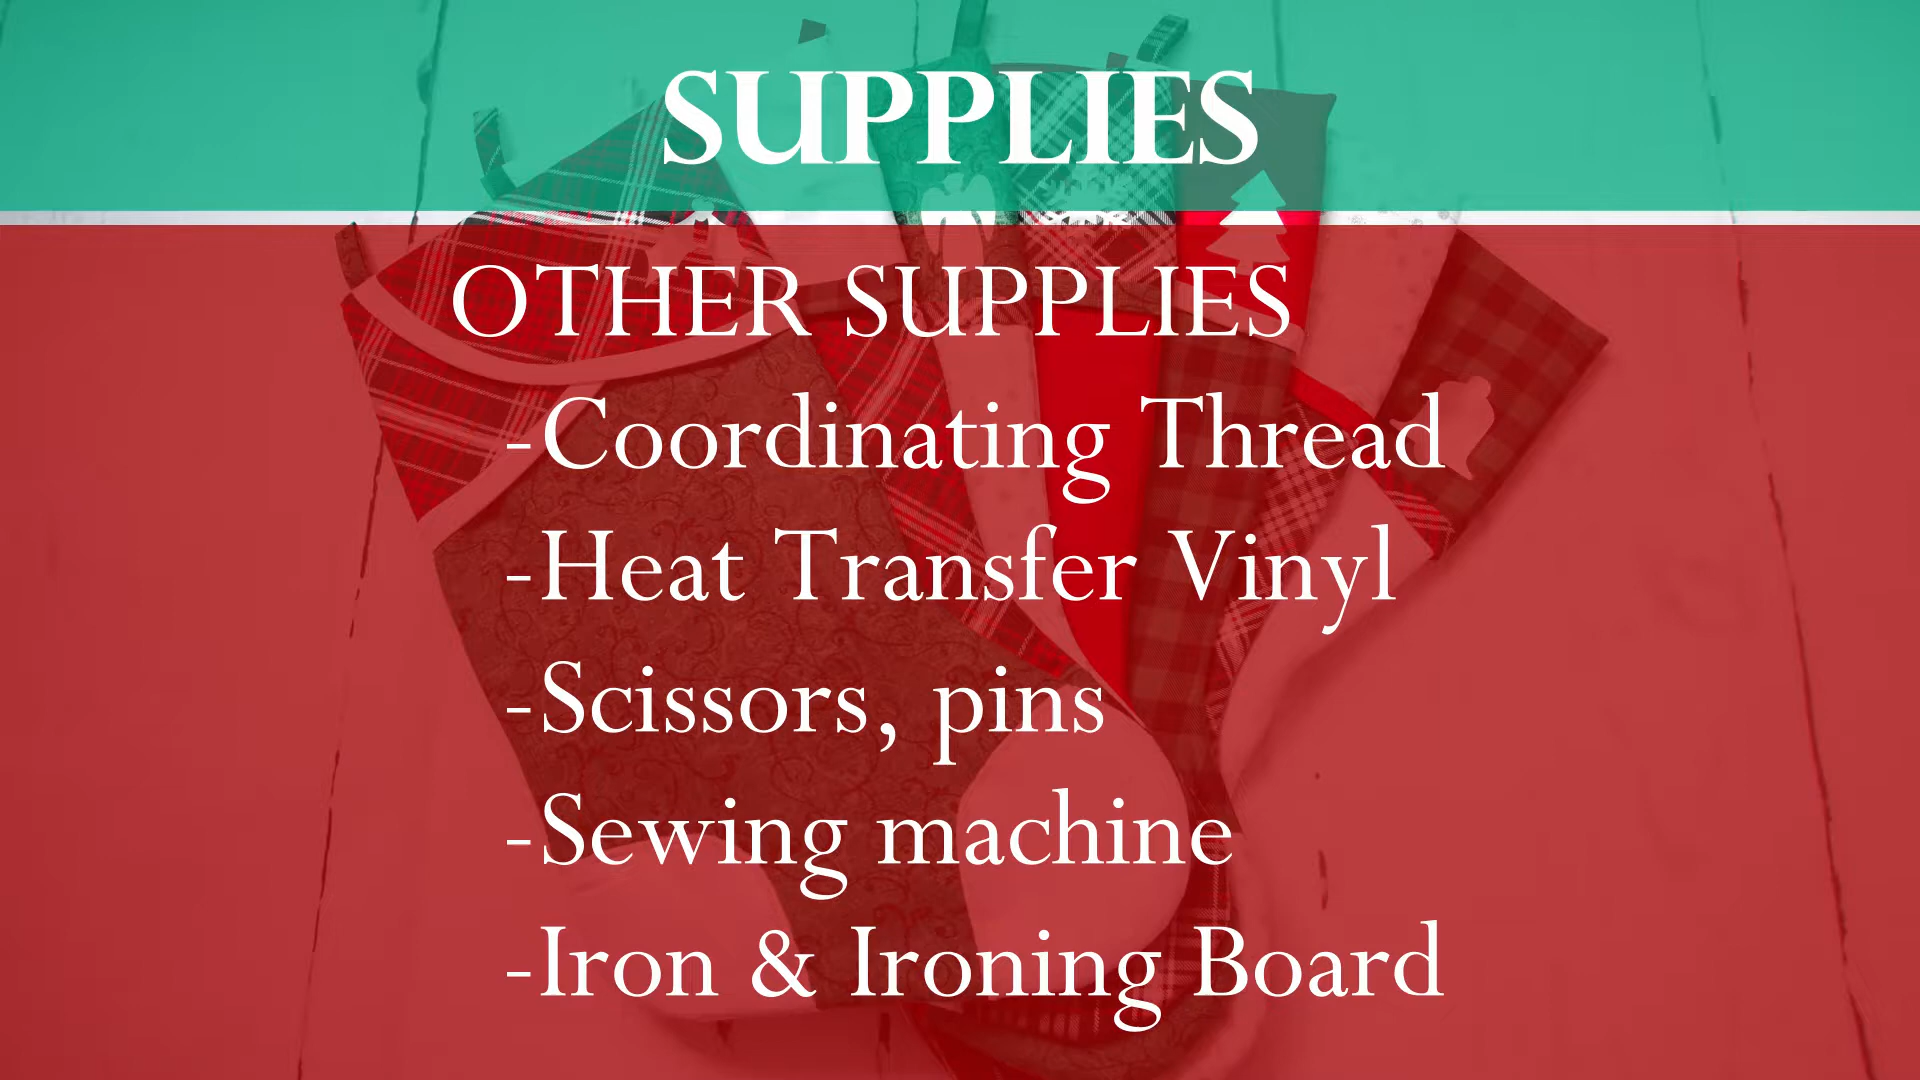 SUPPLIES
OTHER SUPPLIES
-Coordinating Thread
-Heat Transfer Vinyl
-Scissors, pins
-Sewing machine
-Iron & Ironing Board